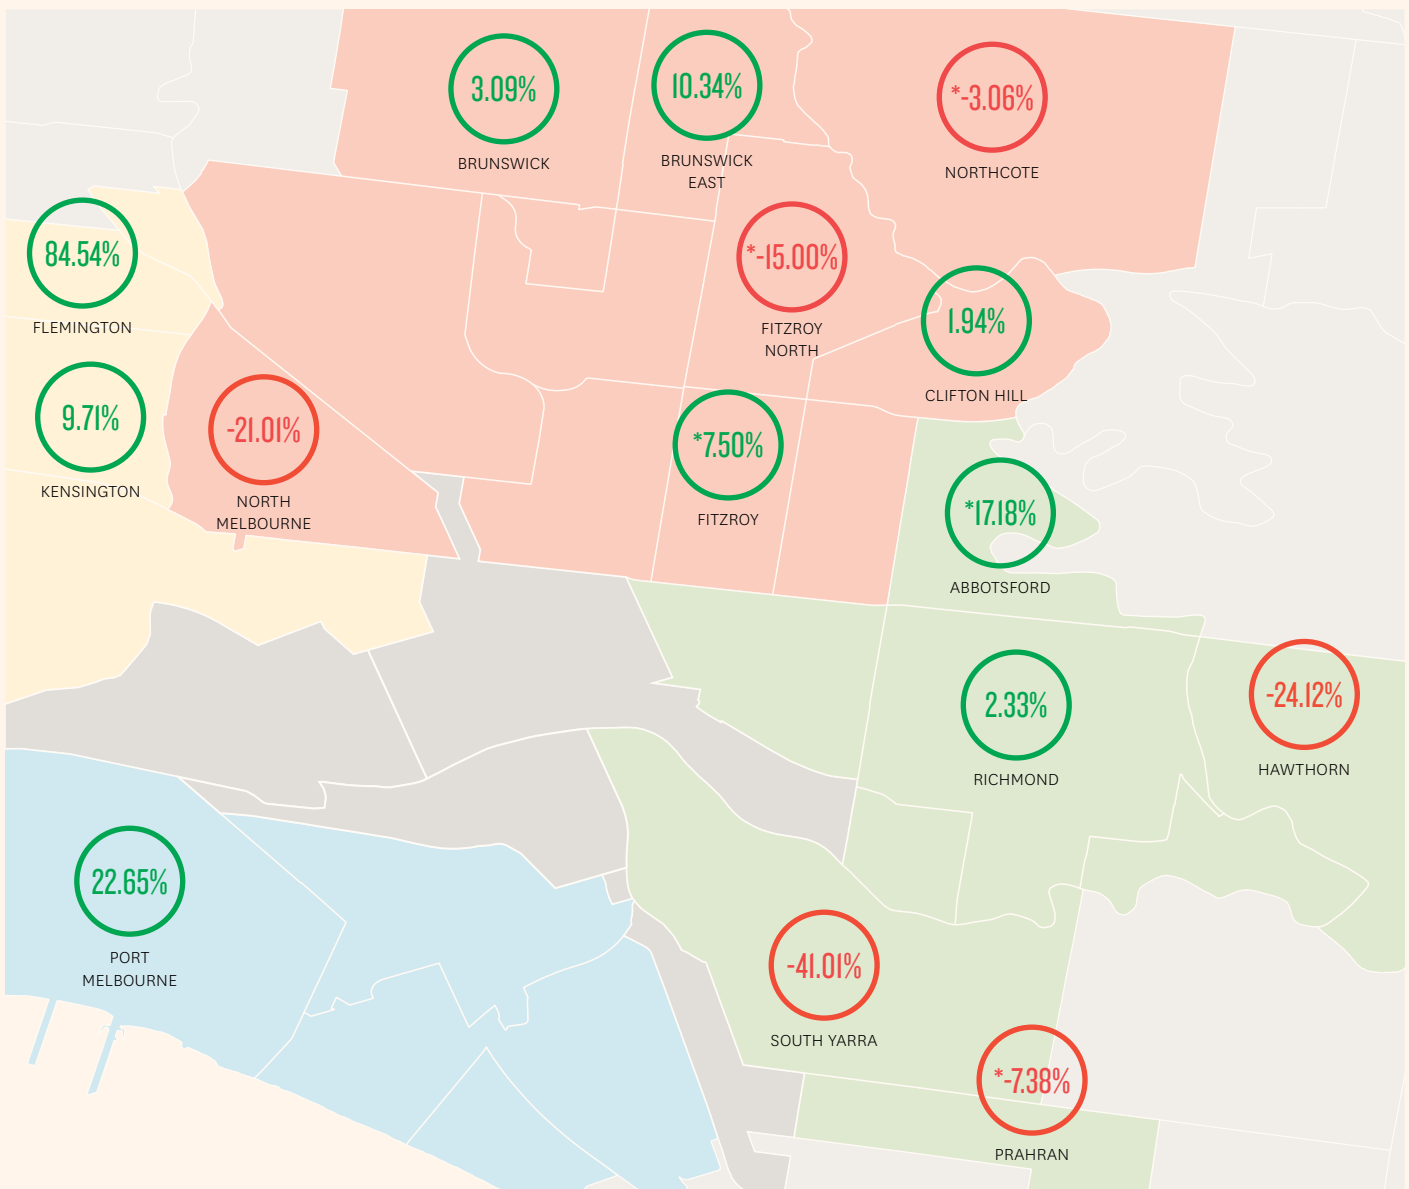 3.09%
BRUNSWICK
10.34%
BRUNSWICK
EAST
*-3.06%
NORTHCOTE
84.54%
FLEMINGTON
*-15.00%
FITZROY
NORTH
1.94%
CLIFTON HILL
9.71%
KENSINGTON
-21.01%
NORTH
MELBOURNE
*7.50%
FITZROY
*17.18%
ABBOTSFORD
2.33%
RICHMOND
-24.12%
HAWTHORN
22.65%
PORT
MELBOURNE
-41.01%
SOUTH YARRA
*-7.38%
PRAHRAN